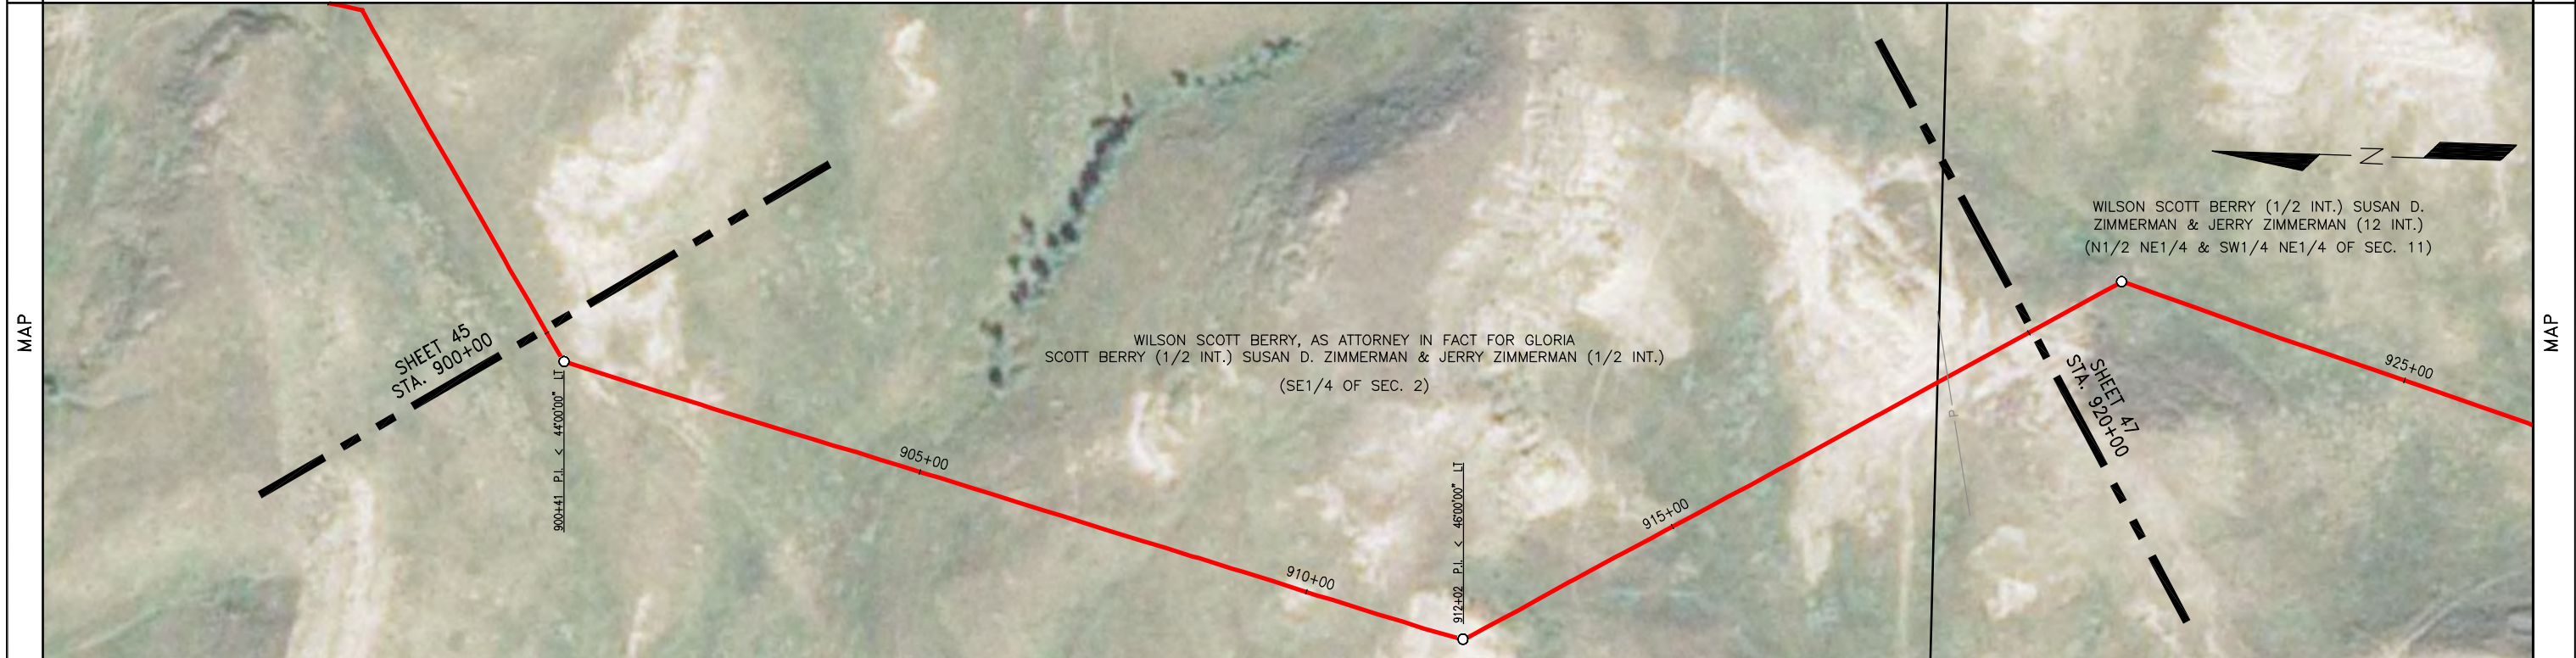 MAP
SHEET 45
STA. 900+00
900+41 P.I. < 44°00'00" LT
905+00
WILSON SCOTT BERRY, AS ATTORNEY IN FACT FOR GLORIA
SCOTT BERRY (1/2 INT.) SUSAN D. ZIMMERMAN & JERRY ZIMMERMAN (1/2 INT.)
(SE1/4 OF SEC. 2)
910+00
912+02 P.I. < 46°00'00" LT
915+00
P
SHEET 47
STA. 920+00
N
WILSON SCOTT BERRY (1/2 INT.) SUSAN D.
ZIMMERMAN & JERRY ZIMMERMAN (12 INT.)
(N1/2 NE1/4 & SW1/4 NE1/4 OF SEC. 11)
925+00
MAP